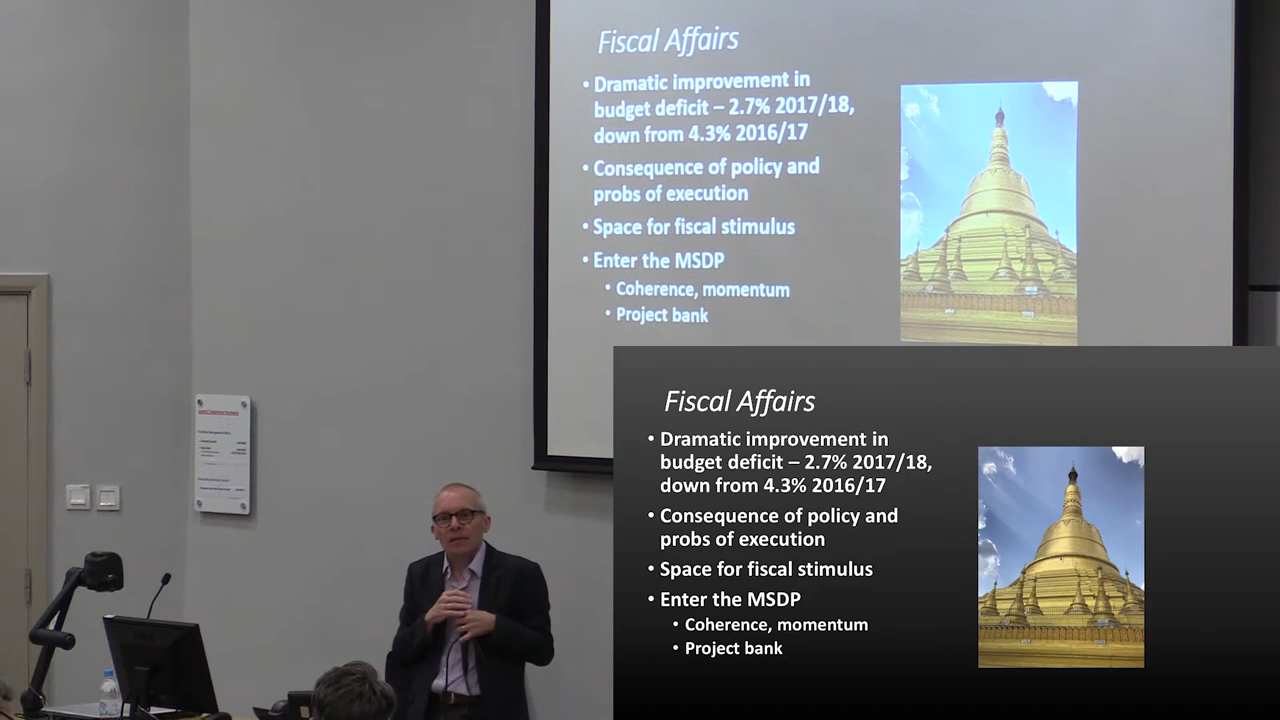 Fiscal Affairs
• Dramatic improvement in
budget deficit – 2.7% 2017/18,
down from 4.3% 2016/17
• Consequence of policy and
probs of execution
• Space for fiscal stimulus
• Enter the MSDP
• Coherence, momentum
• Project bank
Fiscal Affairs
• Dramatic improvement in
budget deficit – 2.7% 2017/18,
down from 4.3% 2016/17
• Consequence of policy and
probs of execution
• Space for fiscal stimulus
• Enter the MSDP
• Coherence, momentum
• Project bank